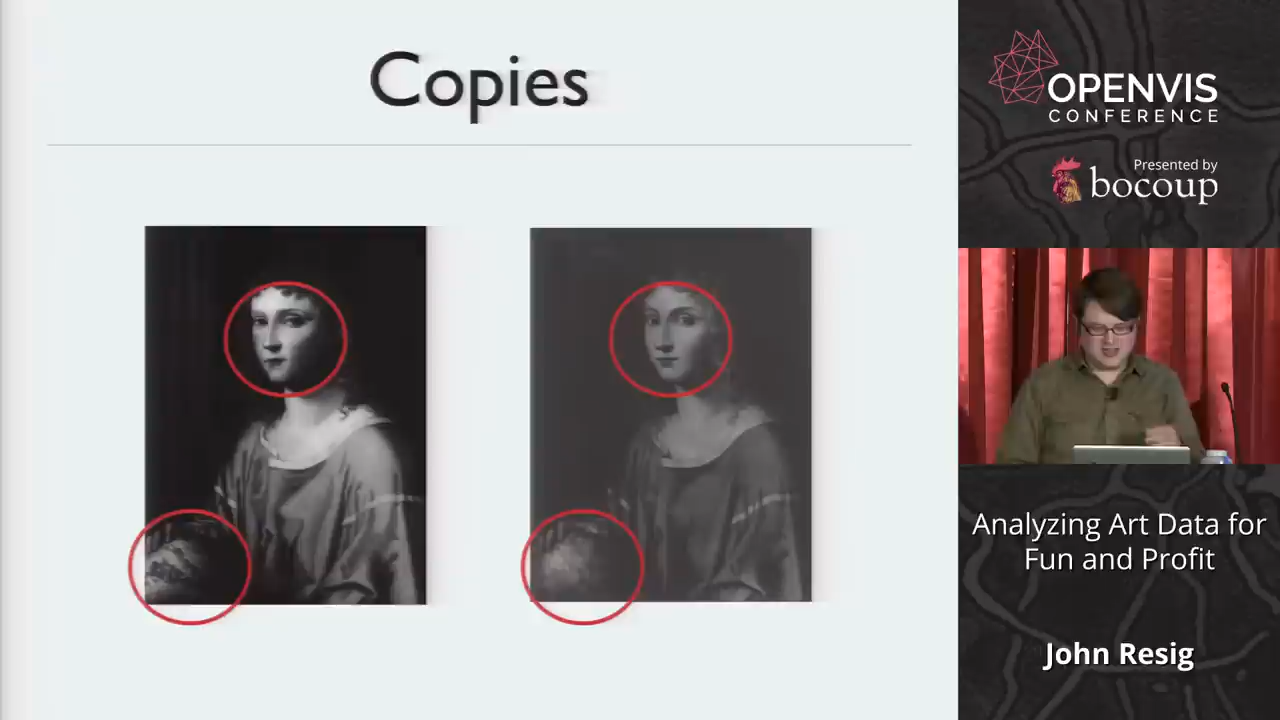 Copies
OPENVIS
CONFERENCE
Presented by
bocoup
Analyzing Art Data for
Fun and Profit
John Resig